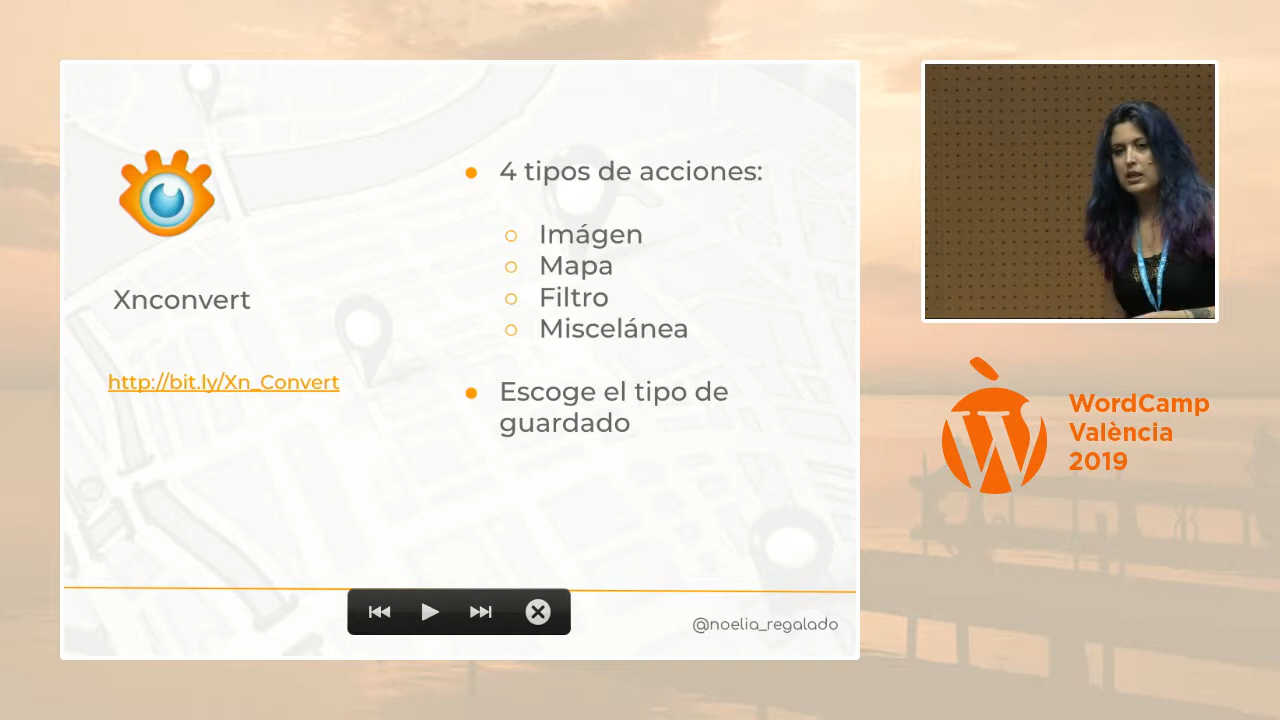 Xnconvert
http://bit.ly/Xn_Convert
4 tipos de acciones:
Imágen
Mapa
Filtro
Miscelánea
Escoge el tipo de
guardado
@noelia_regalado
WordCamp
València
2019